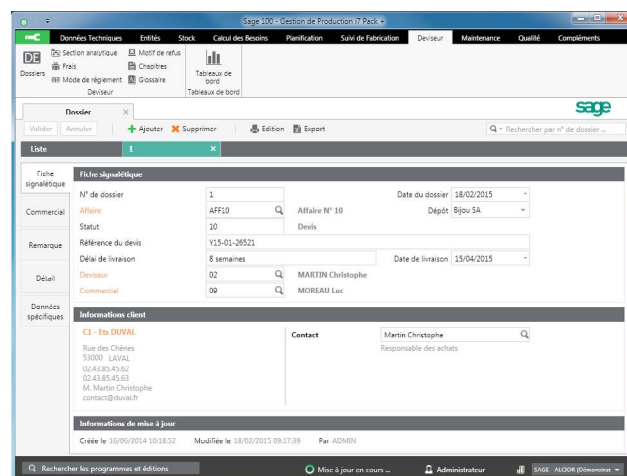 Sage 100 - Gestion de Production i7 Pack +
Données Techniques Entités Stock Calcul des Besoins Planification Suivi de Fabrication Deviseur Maintenance Qualité Compléments
DE Section analytique Motif de refus
Frais Chapitres
Dossiers Mode de réglement Glossaire Tableaux de bord
Deviseur Tableaux de bord
Dossier
sage
Valider Annuler Ajouter Supprimer Edition Export Rechercher par n° de dossier ...
Liste 1
Fiche signalétique
Commercial
Remarque
Détail
Données spécifiques
Fiche signalétique
N° de dossier 1 Date du dossier 18/02/2015
Affaire AFF10 Affaire N° 10 Dépôt Bijou SA
Statut 10 Devis
Référence du devis Y15-01-26521
Délai de livraison 8 semaines Date de livraison 15/04/2015
Deviseur 02 MARTIN Christophe
Commercial 09 MOREAU Luc
Informations client
C1 - Ets DUVAL Contact Martin Christophe
Rue des Chênes Responsable des achats
53000 LAVAL
02.43.85.45.62
02.43.85.45.63
M. Martin Christophe
contact@duval.fr
Informations de mise à jour
Créée le 16/06/2014 10:18:52 Modifiée le 18/02/2015 09:17:39 Par ADMIN
Rechercher les programmes et éditions Mise à jour en cours ... Administrateur SAGE ALCION (Démonstrat